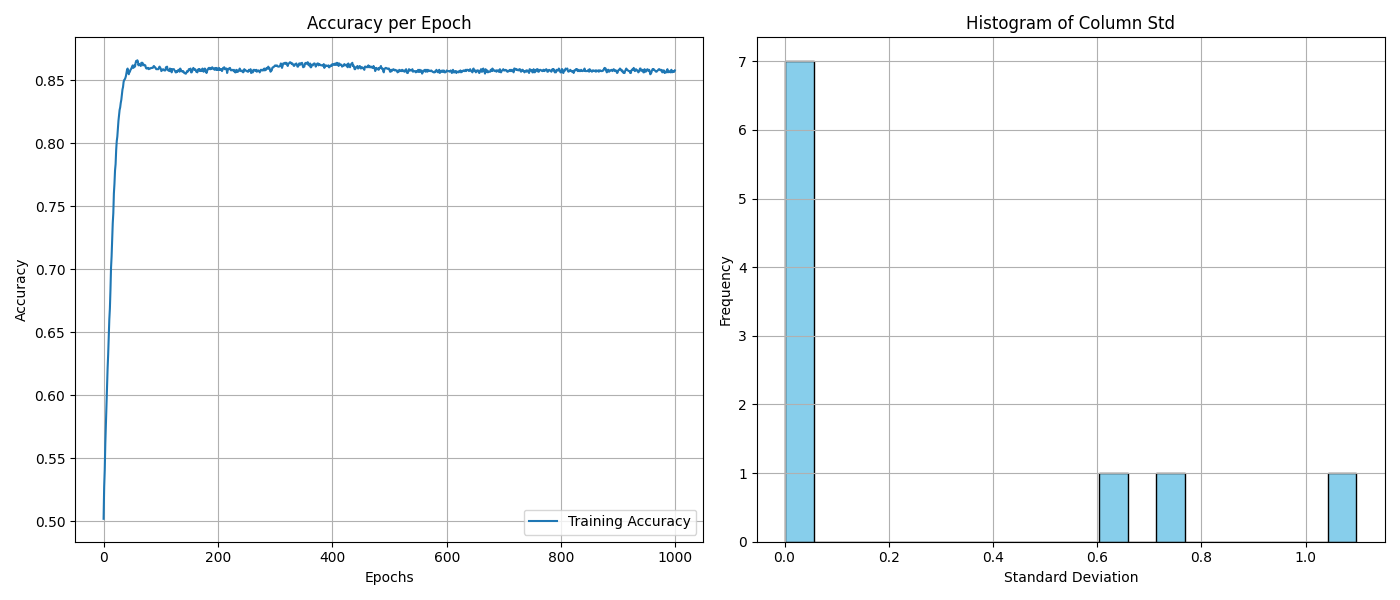 Accuracy per Epoch
Accuracy
0.85
0.80
0.75
0.70
0.65
0.60
0.55
0.50
0 200 400 600 800 1000
Epochs
Training Accuracy
Histogram of Column Std
Frequency
7
6
5
4
3
2
1
0
0.0 0.2 0.4 0.6 0.8 1.0
Standard Deviation